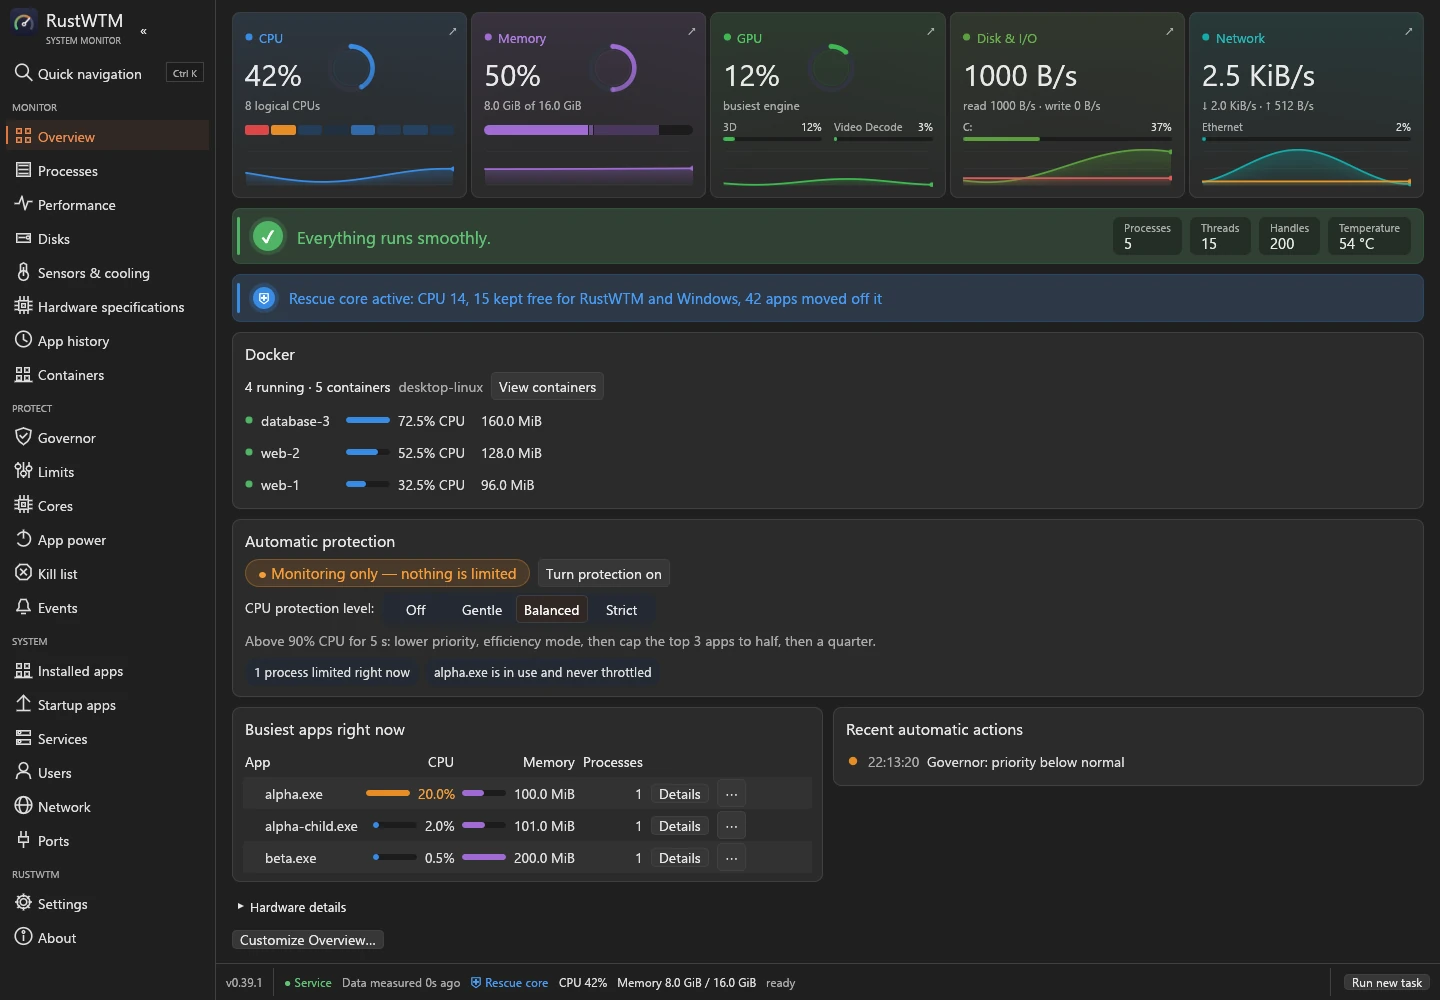 RustWTM
SYSTEM MONITOR
«
Quick navigation
Ctrl K
MONITOR
Overview
Processes
Performance
Disks
Sensors & cooling
Hardware specifications
App history
Containers
PROTECT
Governor
Limits
Cores
App power
Kill list
Events
SYSTEM
Installed apps
Startup apps
Services
Users
Network
Ports
RUSTWTM
Settings
About
CPU
42%
8 logical CPUs
Memory
50%
8.0 GiB of 16.0 GiB
GPU
12%
busiest engine
3D 12% Video Decode 3%
Disk & I/O
1000 B/s
read 1000 B/s · write 0 B/s
C: 37%
Network
2.5 KiB/s
↓ 2.0 KiB/s · ↑ 512 B/s
Ethernet 2%
Everything runs smoothly.
Processes
5
Threads
15
Handles
200
Temperature
54 °C
Rescue core active: CPU 14, 15 kept free for RustWTM and Windows, 42 apps moved off it
Docker
4 running · 5 containers desktop-linux View containers
database-3 72.5% CPU 160.0 MiB
web-2 52.5% CPU 128.0 MiB
web-1 32.5% CPU 96.0 MiB
Automatic protection
Monitoring only — nothing is limited Turn protection on
CPU protection level: Off Gentle Balanced Strict
Above 90% CPU for 5 s: lower priority, efficiency mode, then cap the top 3 apps to half, then a quarter.
1 process limited right now alpha.exe is in use and never throttled
Busiest apps right now
App CPU Memory Processes
alpha.exe 20.0% 100.0 MiB 1 Details ···
alpha-child.exe 2.0% 101.0 MiB 1 Details ···
beta.exe 0.5% 200.0 MiB 1 Details ···
Recent automatic actions
22:13:20 Governor: priority below normal
Hardware details
Customize Overview...
v0.39.1 Service Data measured 0s ago Rescue core CPU 42% Memory 8.0 GiB / 16.0 GiB ready Run new task